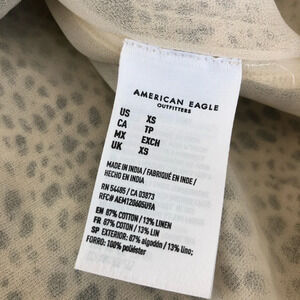 AMERICAN EAGLE
OUTFITTERS
US XS
CA TP
MX EXCH
UK XS
MADE IN INDIA / FABRIQUÉ EN INDE /
HECHO EN INDIA
RN 54485 / CA 03873
RFC# AEM120605U9A
EN 87% COTTON / 13% LINEN
FR 87% COTON / 13% LIN
SP EXTERIOR: 87% algodón / 13% lino;
FORRO: 100% poliéster